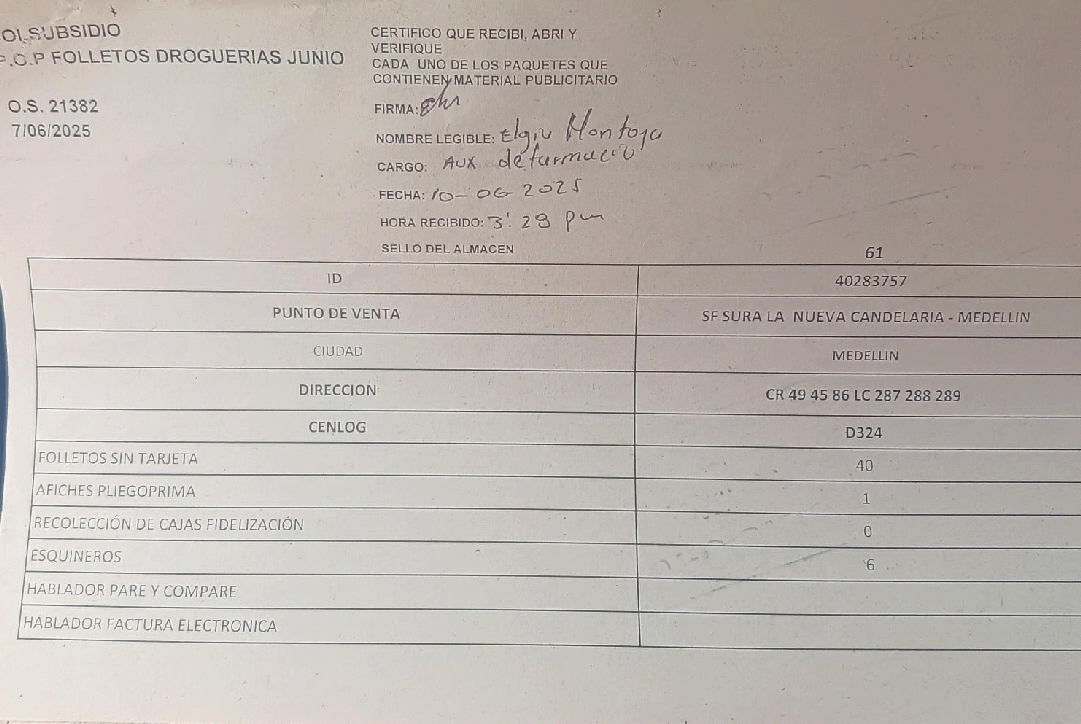 OLSUBSIDIO
P.O.P FOLLETOS DROGUERIAS JUNIO
O.S. 21382
7/06/2025
CERTIFICO QUE RECIBI, ABRI Y
VERIFIQUE
CADA UNO DE LOS PAQUETES QUE
CONTIENEN MATERIAL PUBLICITARIO
FIRMA:
NOMBRE LEGIBLE: Montoya
CARGO: Aux de farmacia
FECHA: 10-06 2025
HORA RECIBIDO: 3:29 pm
SELLO DEL ALMACEN
61
ID 40283757
PUNTO DE VENTA SF SURA LA NUEVA CANDELARIA - MEDELLIN
CIUDAD MEDELLIN
DIRECCION CR 49 45 86 LC 287 288 289
CENLOG D324
FOLLETOS SIN TARJETA 40
AFICHES PLIEGOPRIMA 1
RECOLECCIÓN DE CAJAS FIDELIZACIÓN 0
ESQUINEROS 6
HABLADOR PARE Y COMPARE
HABLADOR FACTURA ELECTRONICA